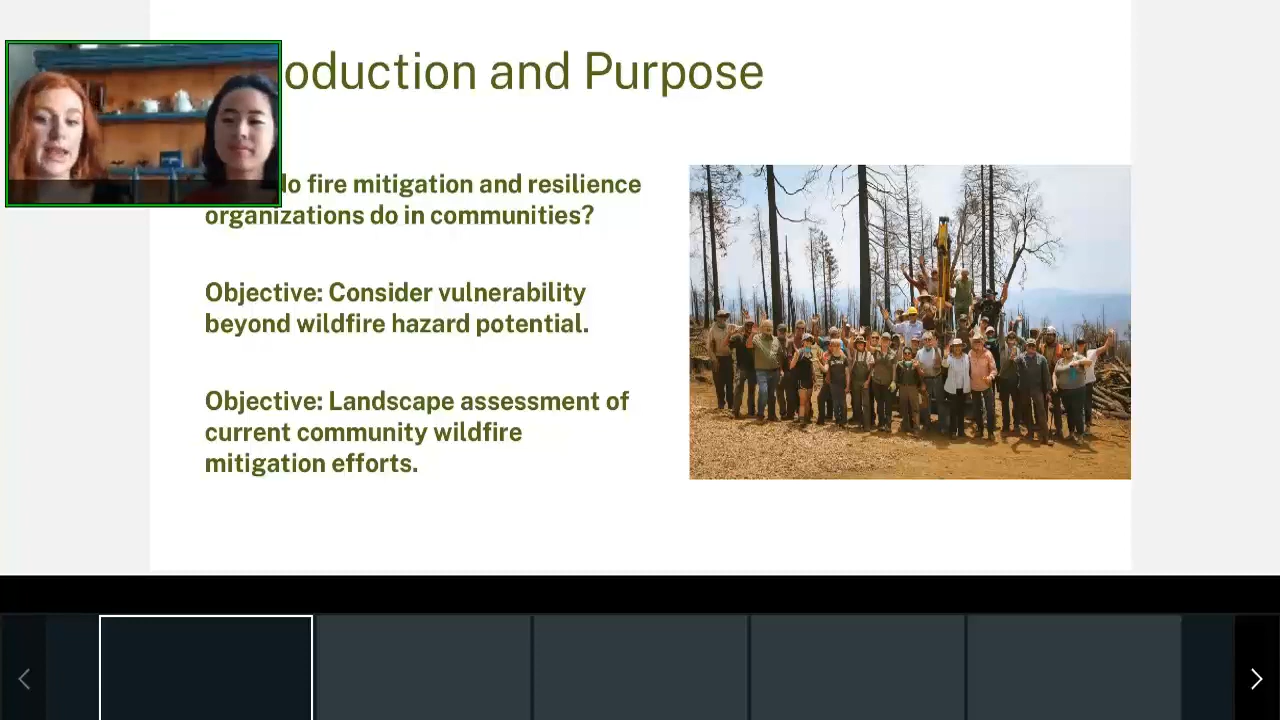 oduction and Purpose
do fire mitigation and resilience
organizations do in communities?
Objective: Consider vulnerability
beyond wildfire hazard potential.
Objective: Landscape assessment of
current community wildfire
mitigation efforts.